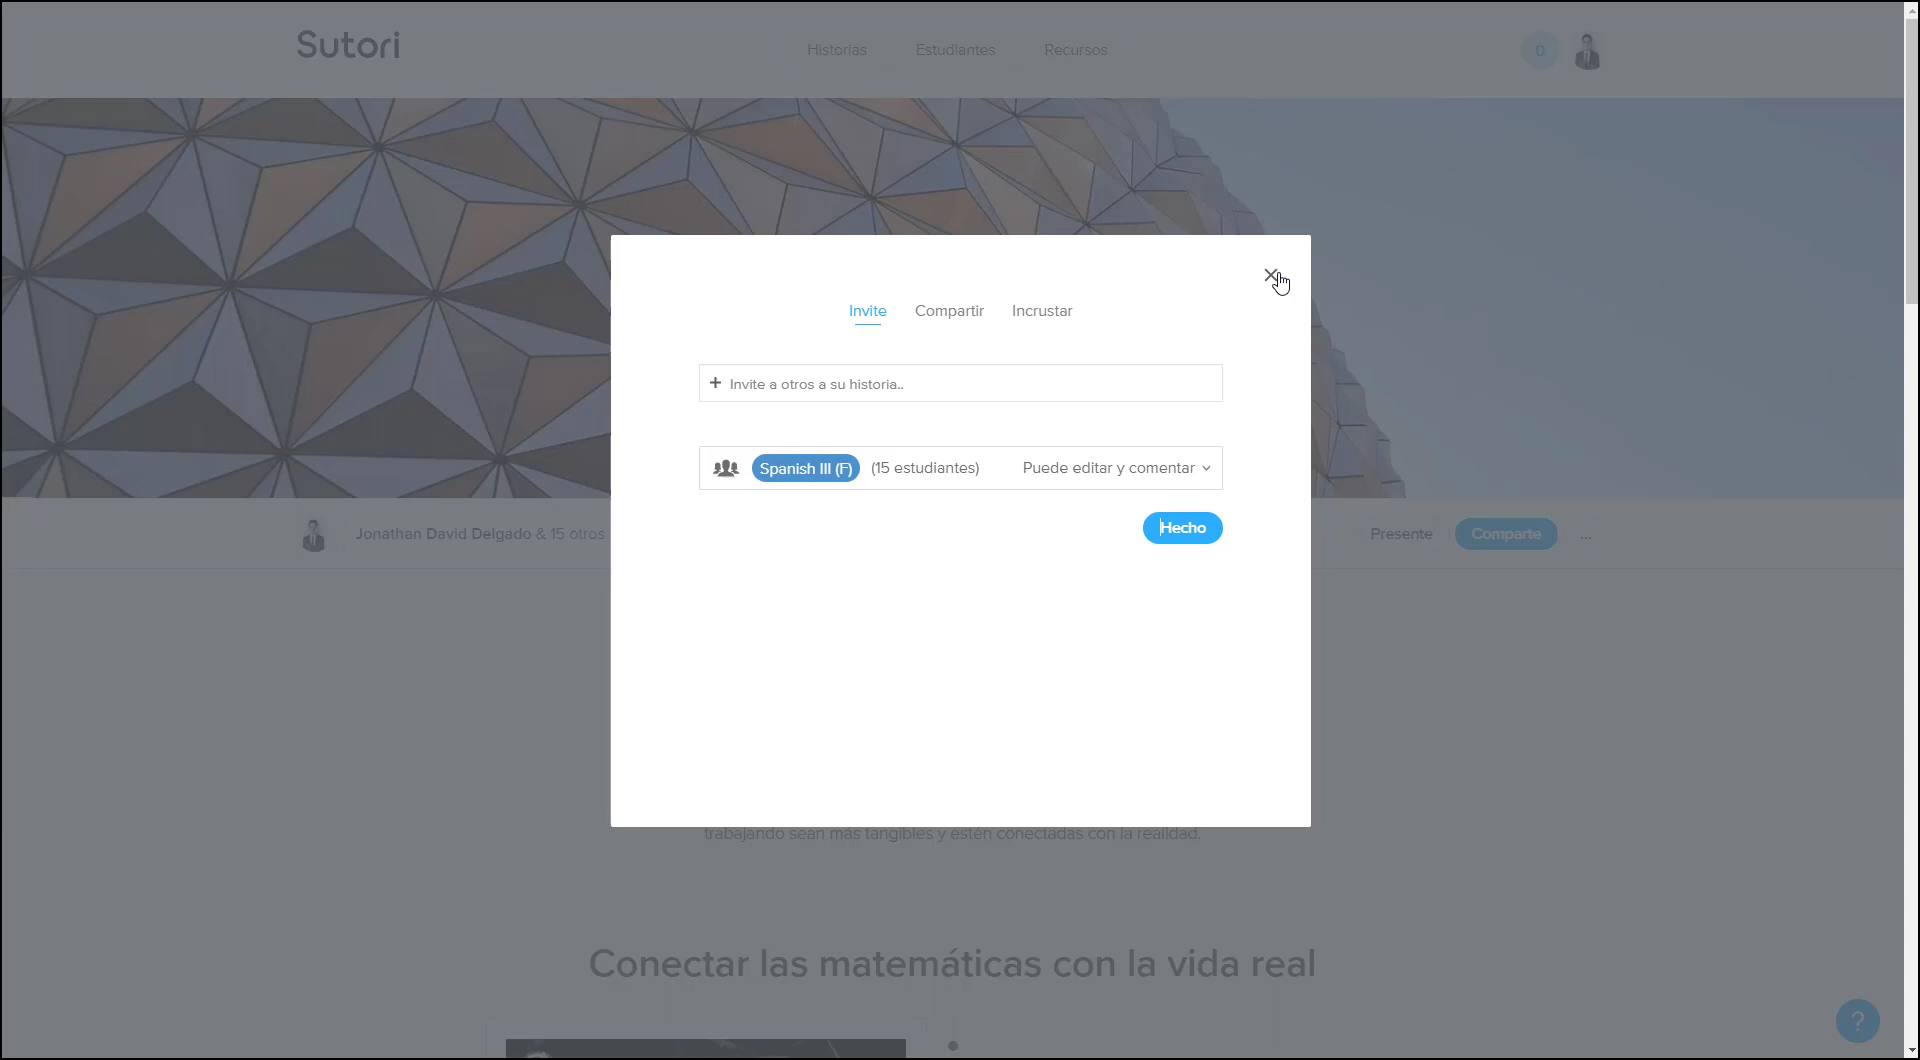 Sutori
Historias
Estudiantes
Recursos
0
Invite
Compartir
Incrustar
+ Invite a otros a su historia..
Spanish III (F) (15 estudiantes) Puede editar y comentar
Hecho
Jonathan David Delgado & 15 otros
Presente
Comparte
...
trabajando sean más tangibles y estén conectadas con la realidad.
Conectar las matemáticas con la vida real
?